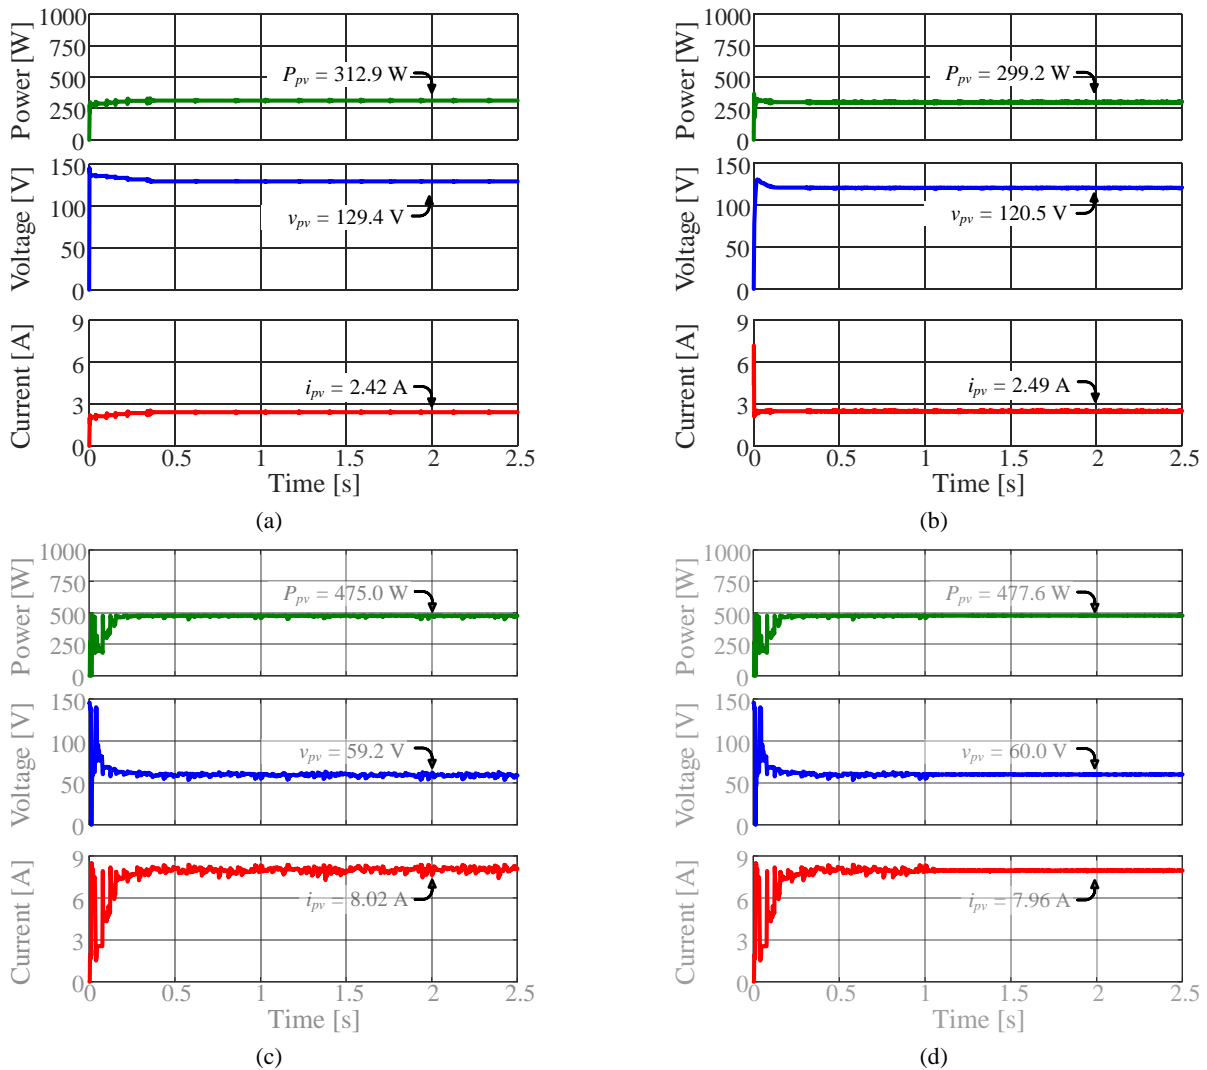 Power [W]
1000
750
500
250
0
P_pv = 312.9 W
Voltage [V]
150
100
50
0
v_pv = 129.4 V
Current [A]
9
6
3
0
i_pv = 2.42 A
0 0.5 1 1.5 2 2.5
Time [s]
(a)
Power [W]
1000
750
500
250
0
P_pv = 299.2 W
Voltage [V]
150
100
50
0
v_pv = 120.5 V
Current [A]
9
6
3
0
i_pv = 2.49 A
0 0.5 1 1.5 2 2.5
Time [s]
(b)
Power [W]
1000
750
500
250
0
P_pv = 475.0 W
Voltage [V]
150
100
50
0
v_pv = 59.2 V
Current [A]
9
6
3
0
i_pv = 8.02 A
0 0.5 1 1.5 2 2.5
Time [s]
(c)
Power [W]
1000
750
500
250
0
P_pv = 477.6 W
Voltage [V]
150
100
50
0
v_pv = 60.0 V
Current [A]
9
6
3
0
i_pv = 7.96 A
0 0.5 1 1.5 2 2.5
Time [s]
(d)